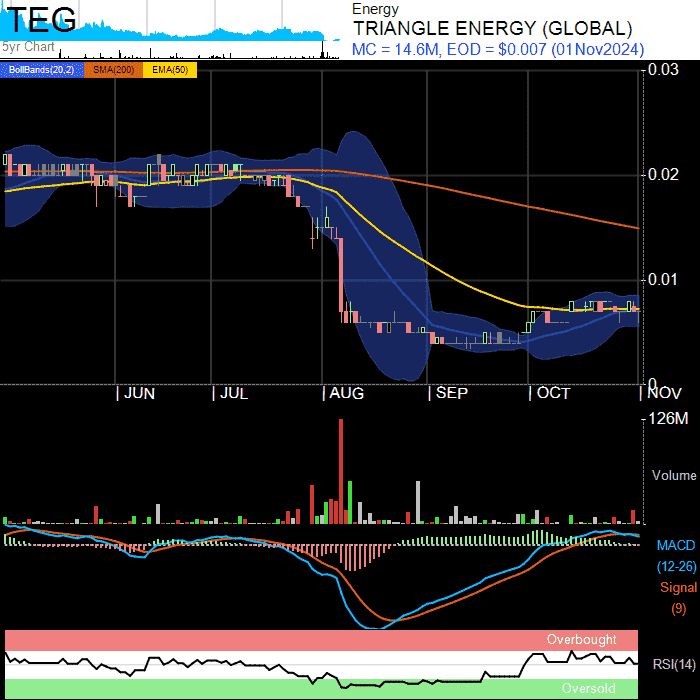 TEG
5yr Chart
Energy
TRIANGLE ENERGY (GLOBAL)
MC = 14.6M, EOD = $0.007 (01Nov2024)
BollBands(20,2) SMA(200) EMA(50)
0.03
0.02
0.01
0
JUN JUL AUG SEP OCT NOV
126M
Volume
MACD
(12-26)
Signal
(9)
Overbought
RSI(14)
Oversold